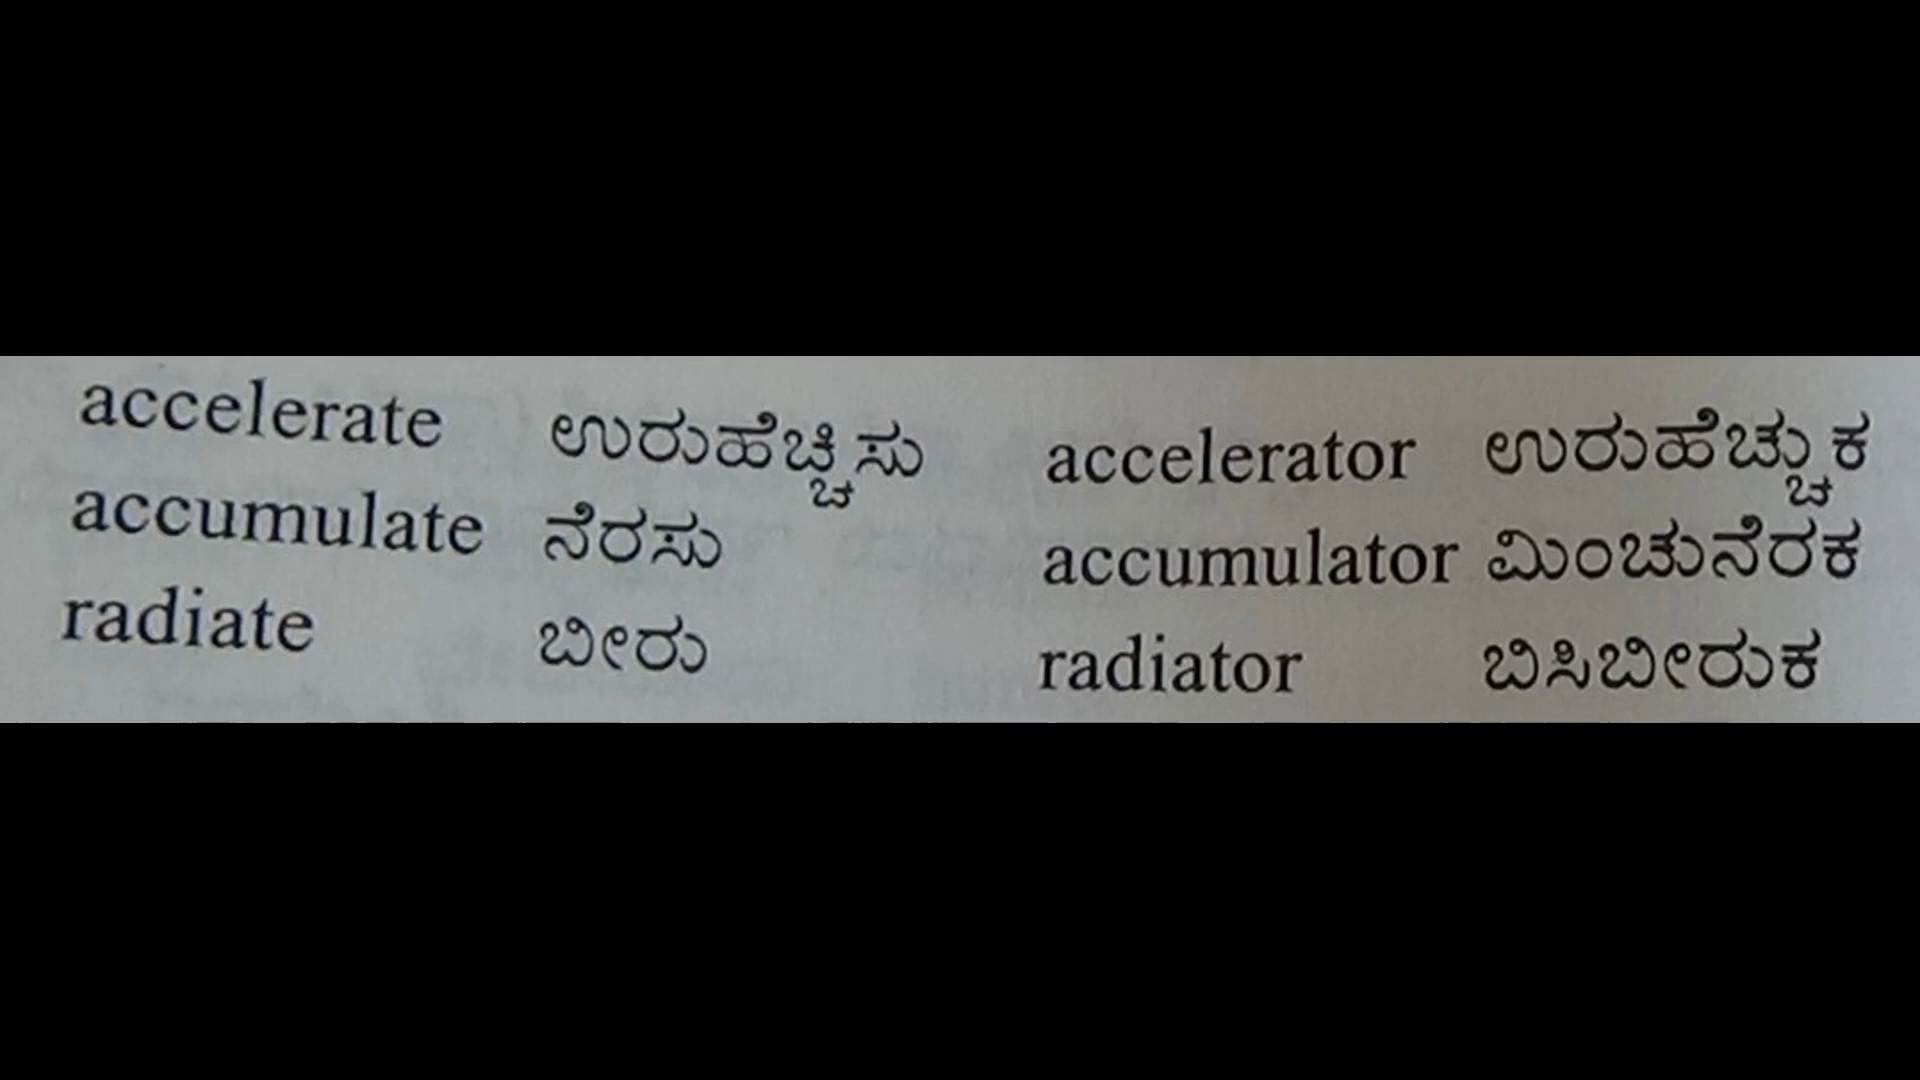 accelerate ಉರುಹೆಚ್ಚಿಸು accelerator ಉರುಹೆಚ್ಚುಕ
accumulate ನೆರಸು accumulator ಮಿಂಚುನೆರಕ
radiate ಬೀರು radiator ಬಿಸಿಬೀರುಕ